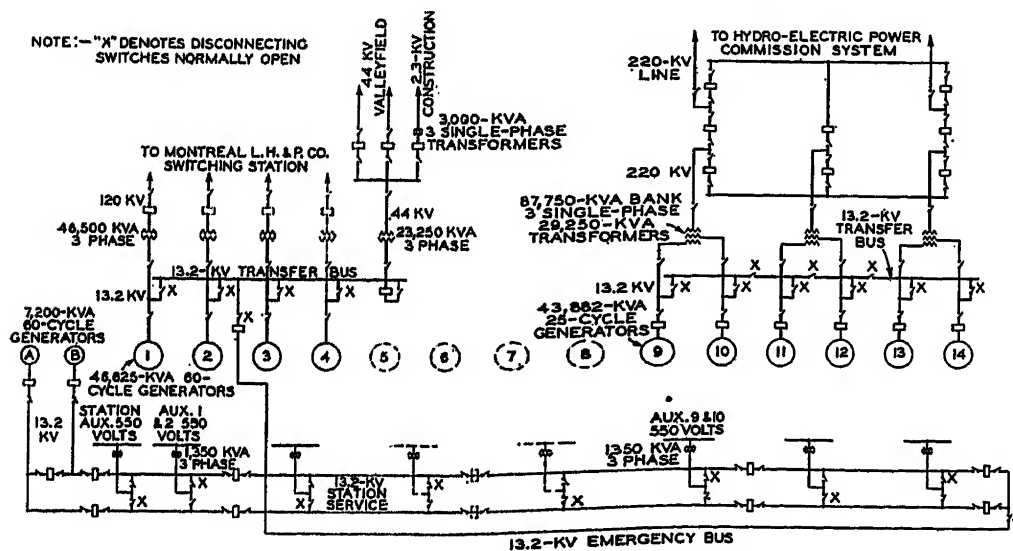 NOTE:-"X" DENOTES DISCONNECTING
SWITCHES NORMALLY OPEN
44 KV
VALLEYFIELD
2.3-KV
CONSTRUCTION
3,000-KVA
3 SINGLE-PHASE
TRANSFORMERS
TO HYDRO-ELECTRIC POWER
COMMISSION SYSTEM
220-KV
LINE
TO MONTREAL L.H.& P. CO.
SWITCHING STATION
120 KV
46,500 KVA
3 PHASE
44 KV
23,250 KVA
3 PHASE
220 KV
87,750-KVA BANK
3 SINGLE-PHASE
29,250-KVA
TRANSFORMERS
13.2-KV
TRANSFER
BUS
13.2-KV TRANSFER BUS
13.2 KV
X
X
X
X
X
X
13.2 KV
X
X
X
X
X
X
X
X
X
7,200-KVA
60-CYCLE
GENERATORS
43,882-KVA
25-CYCLE
GENERATORS
A
B
1
2
3
4
5
6
7
8
9
10
11
12
13
14
46,625-KVA 60-
CYCLE GENERATORS
13.2
KV
STATION
AUX. 550
VOLTS
AUX. 1
& 2 550
VOLTS
1,350 KVA
3 PHASE
AUX. 9 & 10
550 VOLTS
1350 KVA
3 PHASE
X
X
X
X
X
X
X
X
13.2-KV
STATION
SERVICE
13.2-KV EMERGENCY BUS